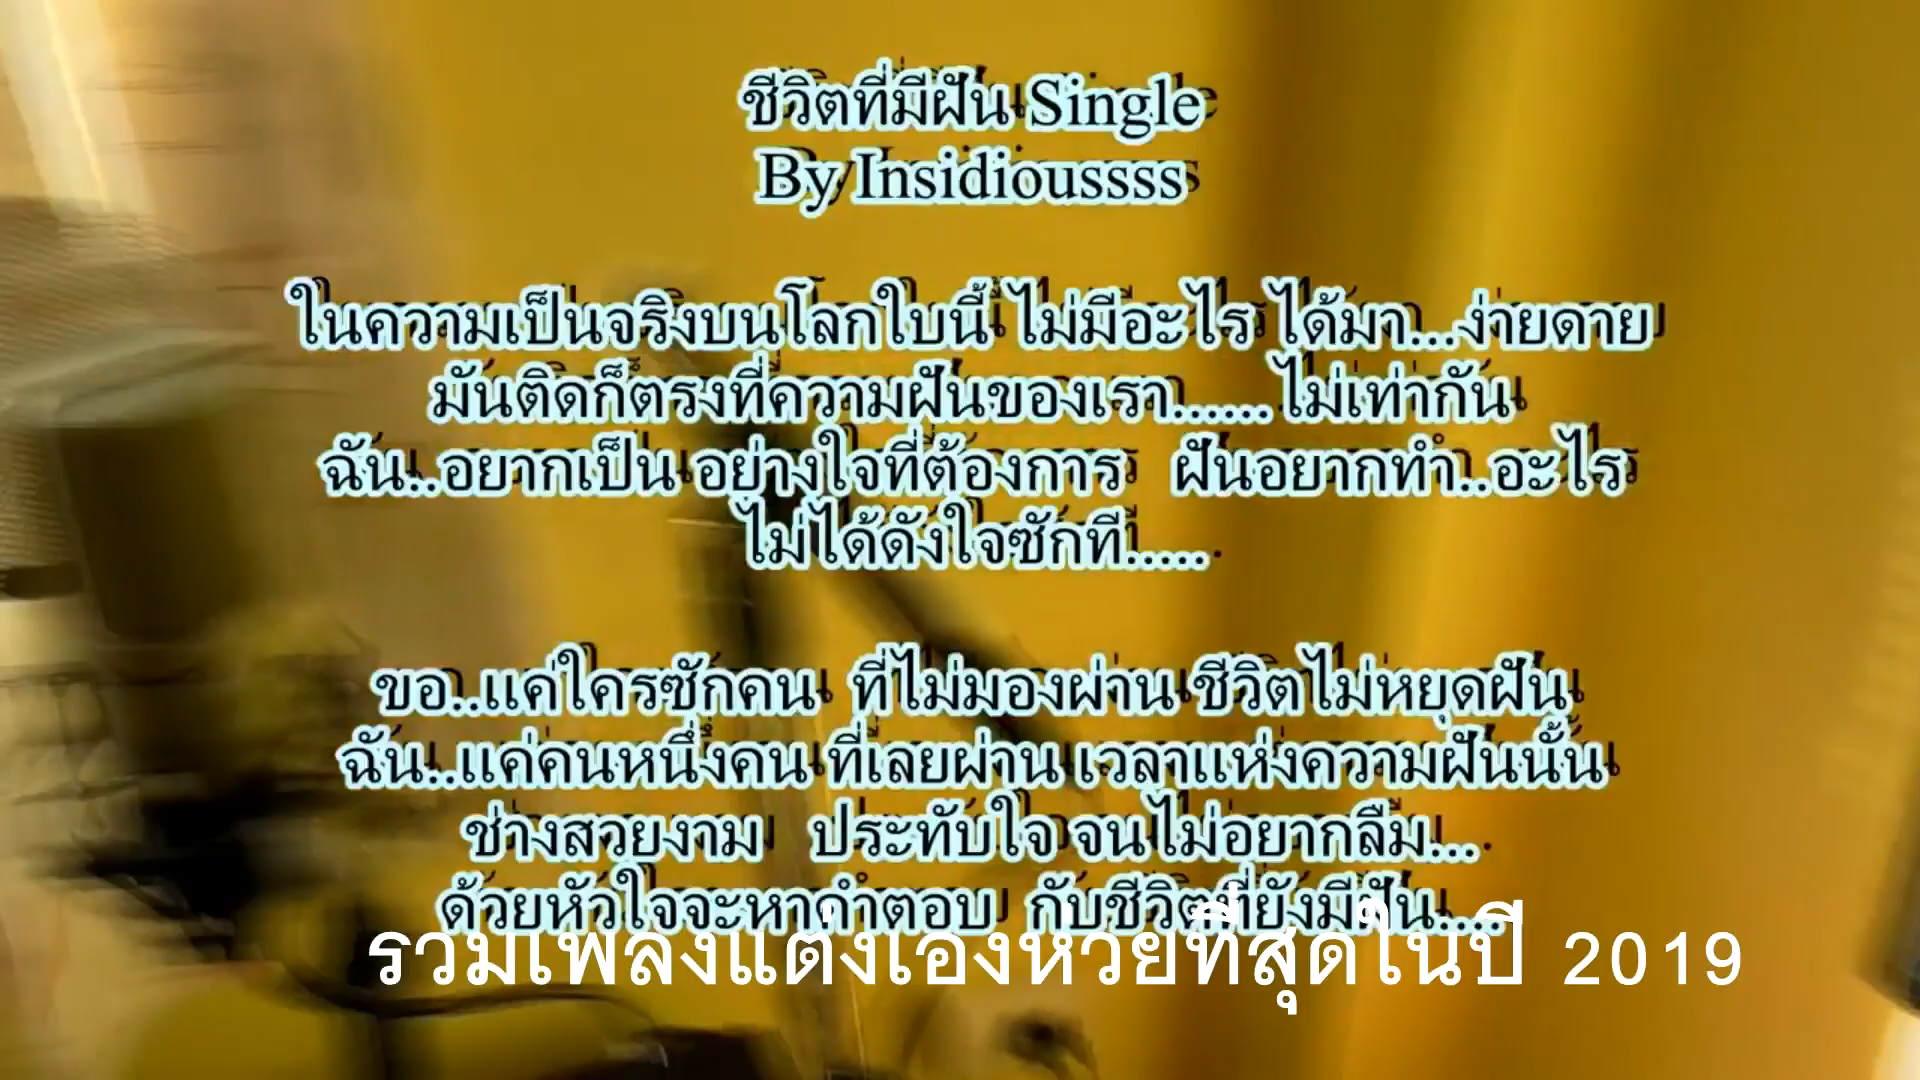 ชีวิตที่มีฝัน Single
By Insidioussss
ในความเป็นจริงบนโลกใบนี้ ไม่มีอะไร ได้มา...ง่ายดาย
มันติดก็ตรงที่ความฝันของเรา......ไม่เท่ากัน
ฉัน..อยากเป็น อย่างใจที่ต้องการ ฝันอยากทำ..อะไร
ไม่ได้ดังใจซักที.....
ขอ..แค่ใครซักคน ที่ไม่มองผ่าน ชีวิตไม่หยุดฝัน
ฉัน..แค่คนหนึ่งคน ที่เลยผ่าน เวลาแห่งความฝันนั้น
ช่างสวยงาม ประทับใจ จนไม่อยากลืม...
ด้วยหัวใจจะหาคำตอบ กับชีวิตที่ยังมีฝัน....
รวมเพลงแต่งเองห่วยที่สุดในปี 2019